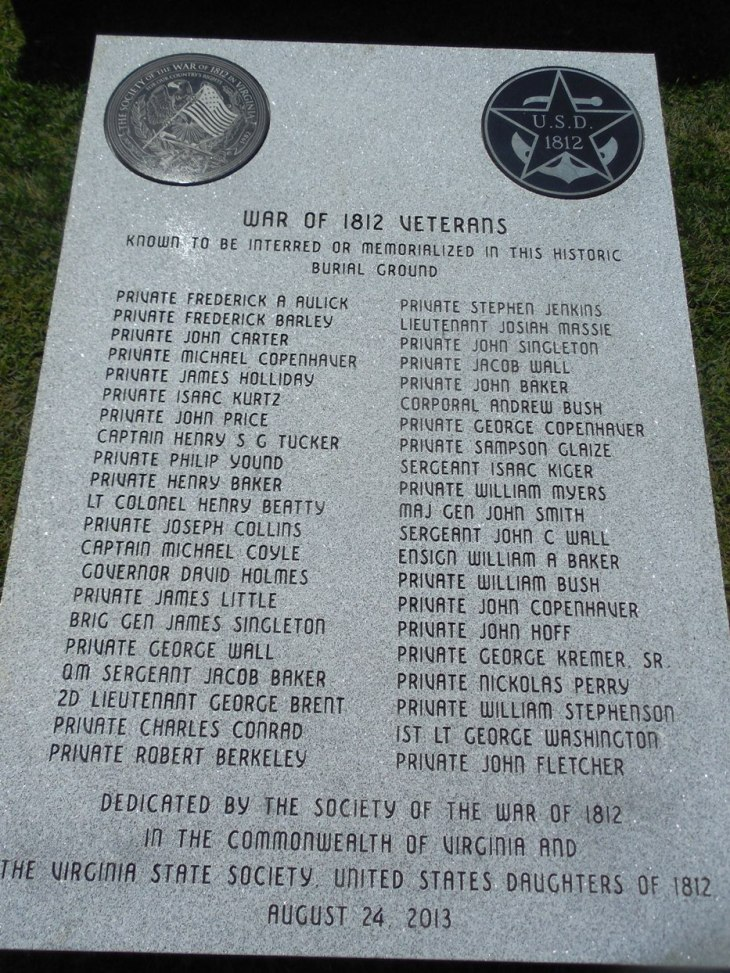 THE SOCIETY OF THE WAR OF 1812 IN VIRGINIA
FOR OUR COUNTRY'S RIGHTS
U.S.D.
1812
WAR OF 1812 VETERANS
KNOWN TO BE INTERRED OR MEMORIALIZED IN THIS HISTORIC
BURIAL GROUND
PRIVATE FREDERICK A AULICK
PRIVATE FREDERICK BARLEY
PRIVATE JOHN CARTER
PRIVATE MICHAEL COPENHAVER
PRIVATE JAMES HOLLIDAY
PRIVATE ISAAC KURTZ
PRIVATE JOHN PRICE
CAPTAIN HENRY S G TUCKER
PRIVATE PHILIP YOUND
PRIVATE HENRY BAKER
LT COLONEL HENRY BEATTY
PRIVATE JOSEPH COLLINS
CAPTAIN MICHAEL COYLE
GOVERNOR DAVID HOLMES
PRIVATE JAMES LITTLE
BRIG GEN JAMES SINGLETON
PRIVATE GEORGE WALL
QM SERGEANT JACOB BAKER
2D LIEUTENANT GEORGE BRENT
PRIVATE CHARLES CONRAD
PRIVATE ROBERT BERKELEY
PRIVATE STEPHEN JENKINS
LIEUTENANT JOSIAH MASSIE
PRIVATE JOHN SINGLETON
PRIVATE JACOB WALL
PRIVATE JOHN BAKER
CORPORAL ANDREW BUSH
PRIVATE GEORGE COPENHAVER
PRIVATE SAMPSON GLAIZE
SERGEANT ISAAC KIGER
PRIVATE WILLIAM MYERS
MAJ GEN JOHN SMITH
SERGEANT JOHN C WALL
ENSIGN WILLIAM A BAKER
PRIVATE WILLIAM BUSH
PRIVATE JOHN COPENHAVER
PRIVATE JOHN HOFF
PRIVATE GEORGE KREMER, SR.
PRIVATE NICKOLAS PERRY
PRIVATE WILLIAM STEPHENSON
1ST LT GEORGE WASHINGTON
PRIVATE JOHN FLETCHER
DEDICATED BY THE SOCIETY OF THE WAR OF 1812
IN THE COMMONWEALTH OF VIRGINIA AND
THE VIRGINIA STATE SOCIETY, UNITED STATES DAUGHTERS OF 1812,
AUGUST 24, 2013